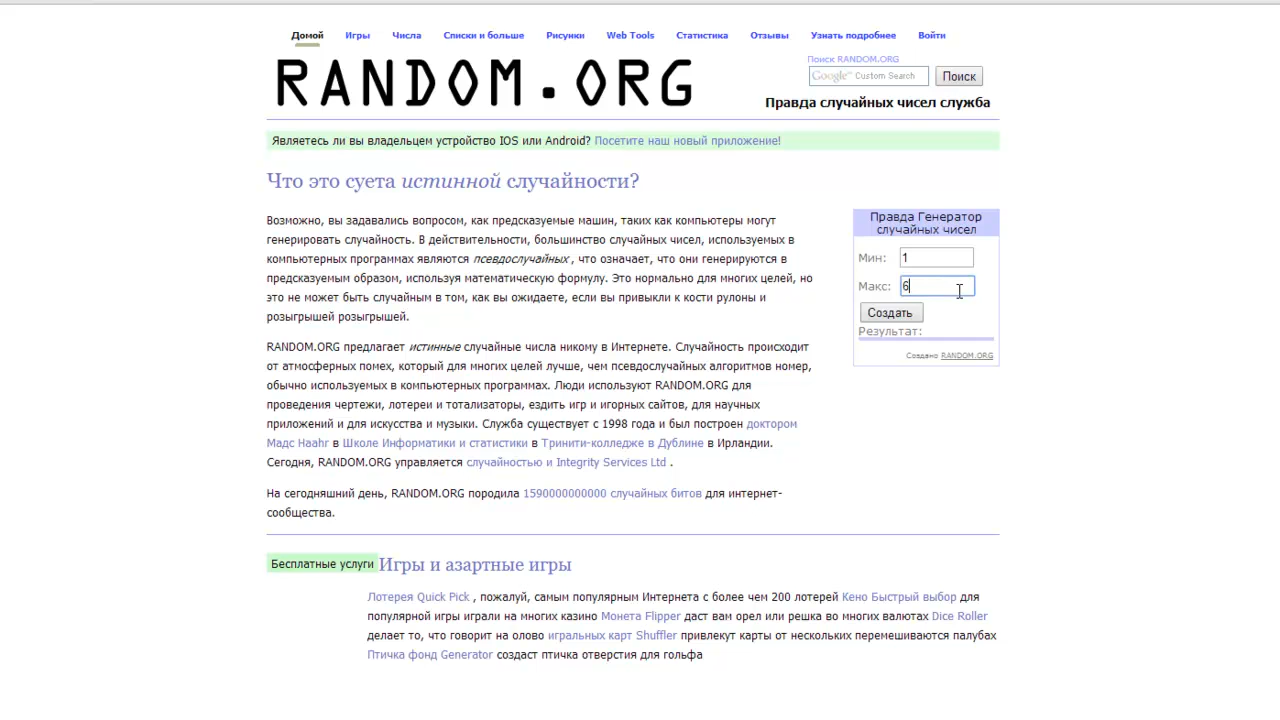 Домой Игры Числа Списки и больше Рисунки Web Tools Статистика Отзывы Узнать подробнее Войти
Поиск RANDOM.ORG
Google™ Custom Search Поиск
RANDOM.ORG
Правда случайных чисел служба
Являетесь ли вы владельцем устройство IOS или Android? Посетите наш новый приложение!
Что это суета истинной случайности?
Возможно, вы задавались вопросом, как предсказуемые машин, таких как компьютеры могут
генерировать случайность. В действительности, большинство случайных чисел, используемых в
компьютерных программах являются псевдослучайных , что означает, что они генерируются в
предсказуемым образом, используя математическую формулу. Это нормально для многих целей, но
это не может быть случайным в том, как вы ожидаете, если вы привыкли к кости рулоны и
розыгрышей розыгрышей.
RANDOM.ORG предлагает истинные случайные числа никому в Интернете. Случайность происходит
от атмосферных помех, который для многих целей лучше, чем псевдослучайных алгоритмов номер,
обычно используемых в компьютерных программах. Люди используют RANDOM.ORG для
проведения чертежи, лотереи и тотализаторы, ездить игр и игорных сайтов, для научных
приложений и для искусства и музыки. Служба существует с 1998 года и был построен доктором
Мадс Haahr в Школе Информатики и статистики в Тринити-колледже в Дублине в Ирландии.
Сегодня, RANDOM.ORG управляется случайностью и Integrity Services Ltd .
На сегодняшний день, RANDOM.ORG породила 1590000000000 случайных битов для интернет-
сообщества.
Правда Генератор
случайных чисел
Мин: 1
Макс: 6
Создать
Результат:
Создано RANDOM.ORG
Бесплатные услуги Игры и азартные игры
Лотерея Quick Pick , пожалуй, самым популярным Интернета с более чем 200 лотерей Кено Быстрый выбор для
популярной игры играли на многих казино Монета Flipper даст вам орел или решка во многих валютах Dice Roller
делает то, что говорит на олово игральных карт Shuffler привлекут карты от нескольких перемешиваются палубах
Птичка фонд Generator создаст птичка отверстия для гольфа